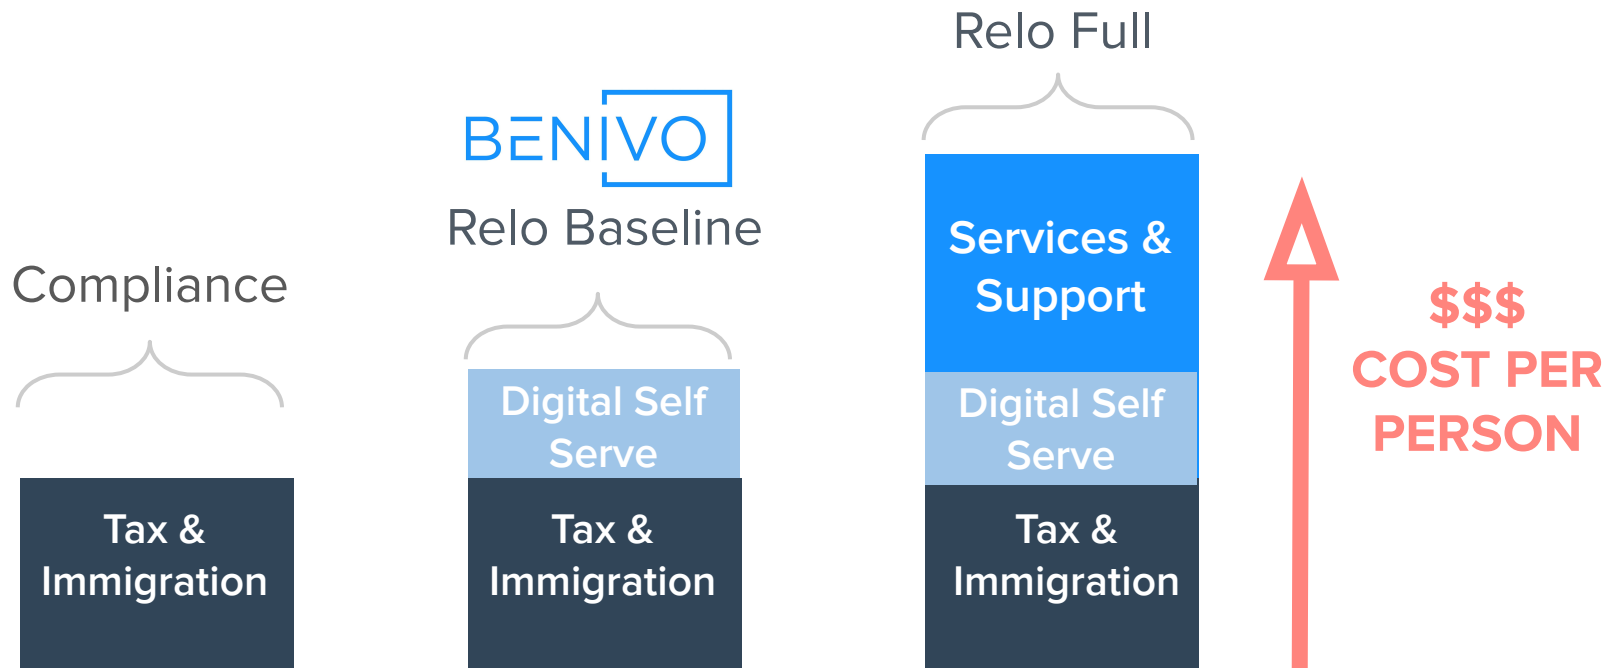 Compliance
Tax &
Immigration
BENIVO
Relo Baseline
Digital Self
Serve
Tax &
Immigration
Relo Full
Services &
Support
Digital Self
Serve
Tax &
Immigration
$$$
COST PER
PERSON